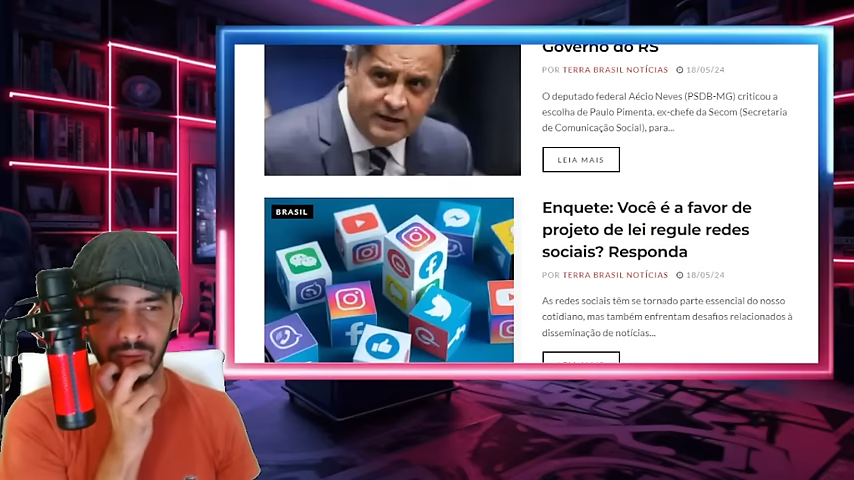 Governo do RS
POR TERRA BRASIL NOTÍCIAS 18/05/24
O deputado federal Aécio Neves (PSDB-MG) criticou a
escolha de Paulo Pimenta, ex-chefe da Secom (Secretaria
de Comunicação Social), para...
LEIA MAIS
BRASIL
Enquete: Você é a favor de
projeto de lei regule redes
sociais? Responda
POR TERRA BRASIL NOTÍCIAS 18/05/24
As redes sociais têm se tornado parte essencial do nosso
cotidiano, mas também enfrentam desafios relacionados à
disseminação de notícias...